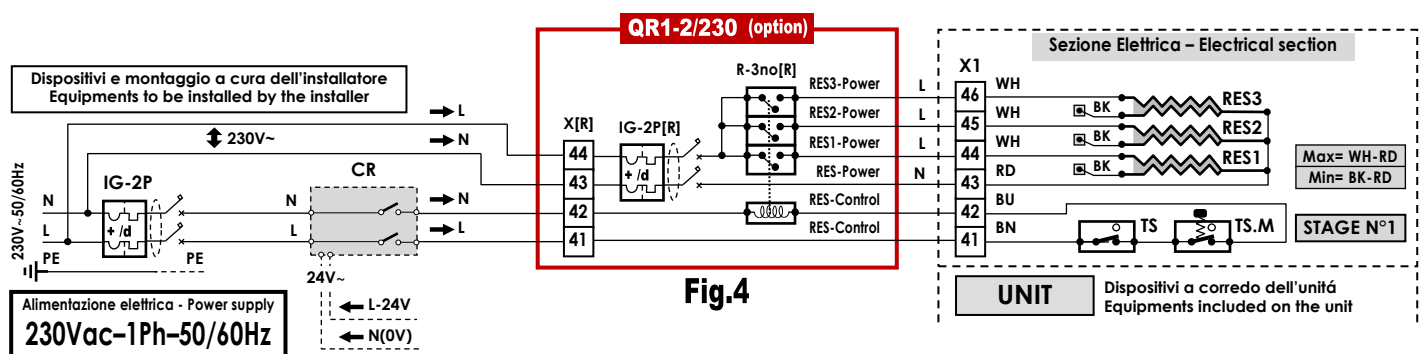 QR1-2/230 (option)
Dispositivi e montaggio a cura dell'installatore
Equipments to be installed by the installer
230V~
L
N
IG-2P
+ /d
230V~50/60Hz
N
L
PE
PE
CR
N
L
N
L
24V~
L-24V
N(0V)
Alimentazione elettrica - Power supply
230Vac–1Ph–50/60Hz
X[R]
44
43
42
41
IG-2P[R]
+ /d
R-3no[R]
RES3-Power
RES2-Power
RES1-Power
RES-Power
RES-Control
RES-Control
L
L
L
N
Fig.4
Sezione Elettrica – Electrical section
X1
46
45
44
43
42
41
WH
WH
WH
RD
BU
BN
BK
BK
BK
RES3
RES2
RES1
Max= WH-RD
Min= BK-RD
TS
TS.M
STAGE N°1
UNIT
Dispositivi a corredo dell'unitá
Equipments included on the unit